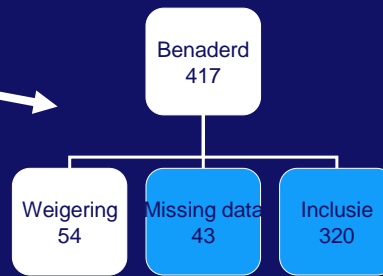 Benaderd
417
Weigering
54
Missing data
43
Inclusie
320